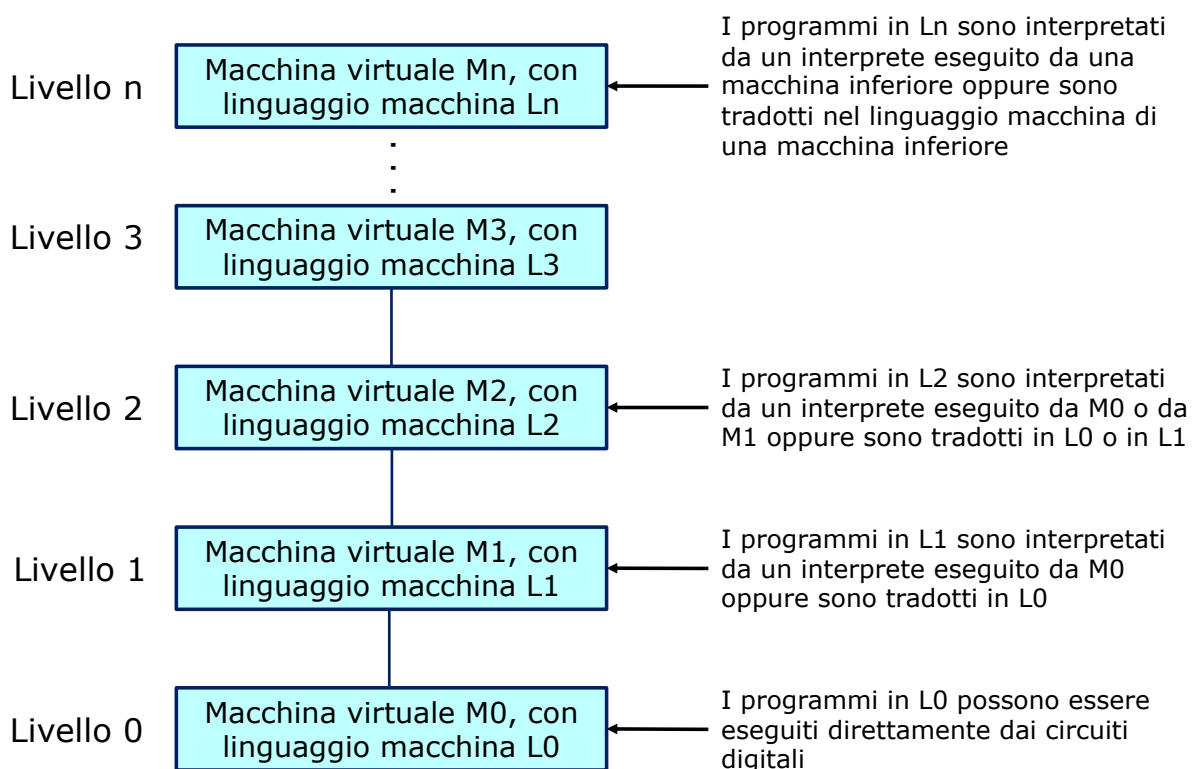 I programmi in Ln sono interpretati
da un interprete eseguito da una
macchina inferiore oppure sono
tradotti nel linguaggio macchina di
una macchina inferiore
Livello n
Macchina virtuale Mn, con
linguaggio macchina Ln
Livello 3
Macchina virtuale M3, con
linguaggio macchina L3
Livello 2
Macchina virtuale M2, con
linguaggio macchina L2
I programmi in L2 sono interpretati
da un interprete eseguito da M0 o da
M1 oppure sono tradotti in L0 o in L1
Livello 1
Macchina virtuale M1, con
linguaggio macchina L1
I programmi in L1 sono interpretati
da un interprete eseguito da M0
oppure sono tradotti in L0
Livello 0
Macchina virtuale M0, con
linguaggio macchina L0
I programmi in L0 possono essere
eseguiti direttamente dai circuiti
digitali